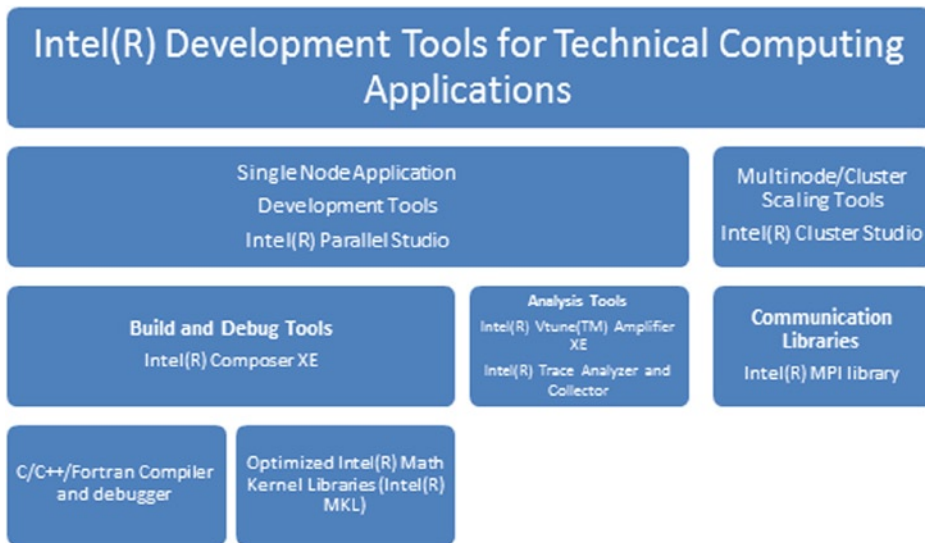 Intel(R) Development Tools for Technical Computing
Applications
Single Node Application
Development Tools
Intel(R) Parallel Studio
Multinode/Cluster
Scaling Tools
Intel(R) Cluster Studio
Build and Debug Tools
Intel(R) Composer XE
Analysis Tools
Intel(R) Vtune(TM) Amplifier
XE
Intel(R) Trace Analyzer and
Collector
Communication
Libraries
Intel(R) MPI library
C/C++/Fortran Compiler
and debugger
Optimized Intel(R) Math
Kernel Libraries (Intel(R)
MKL)